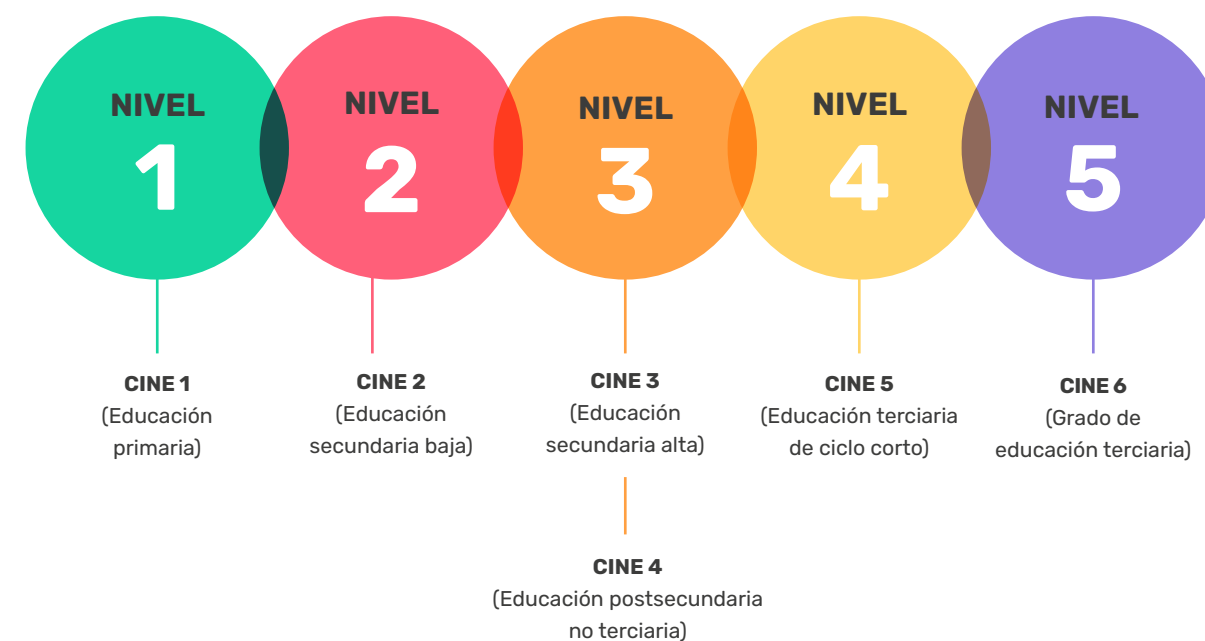 NIVEL
1
NIVEL
2
NIVEL
3
NIVEL
4
NIVEL
5
CINE 1
(Educación
primaria)
CINE 2
(Educación
secundaria baja)
CINE 3
(Educación
secundaria alta)
CINE 5
(Educación terciaria
de ciclo corto)
CINE 6
(Grado de
educación terciaria)
CINE 4
(Educación postsecundaria
no terciaria)